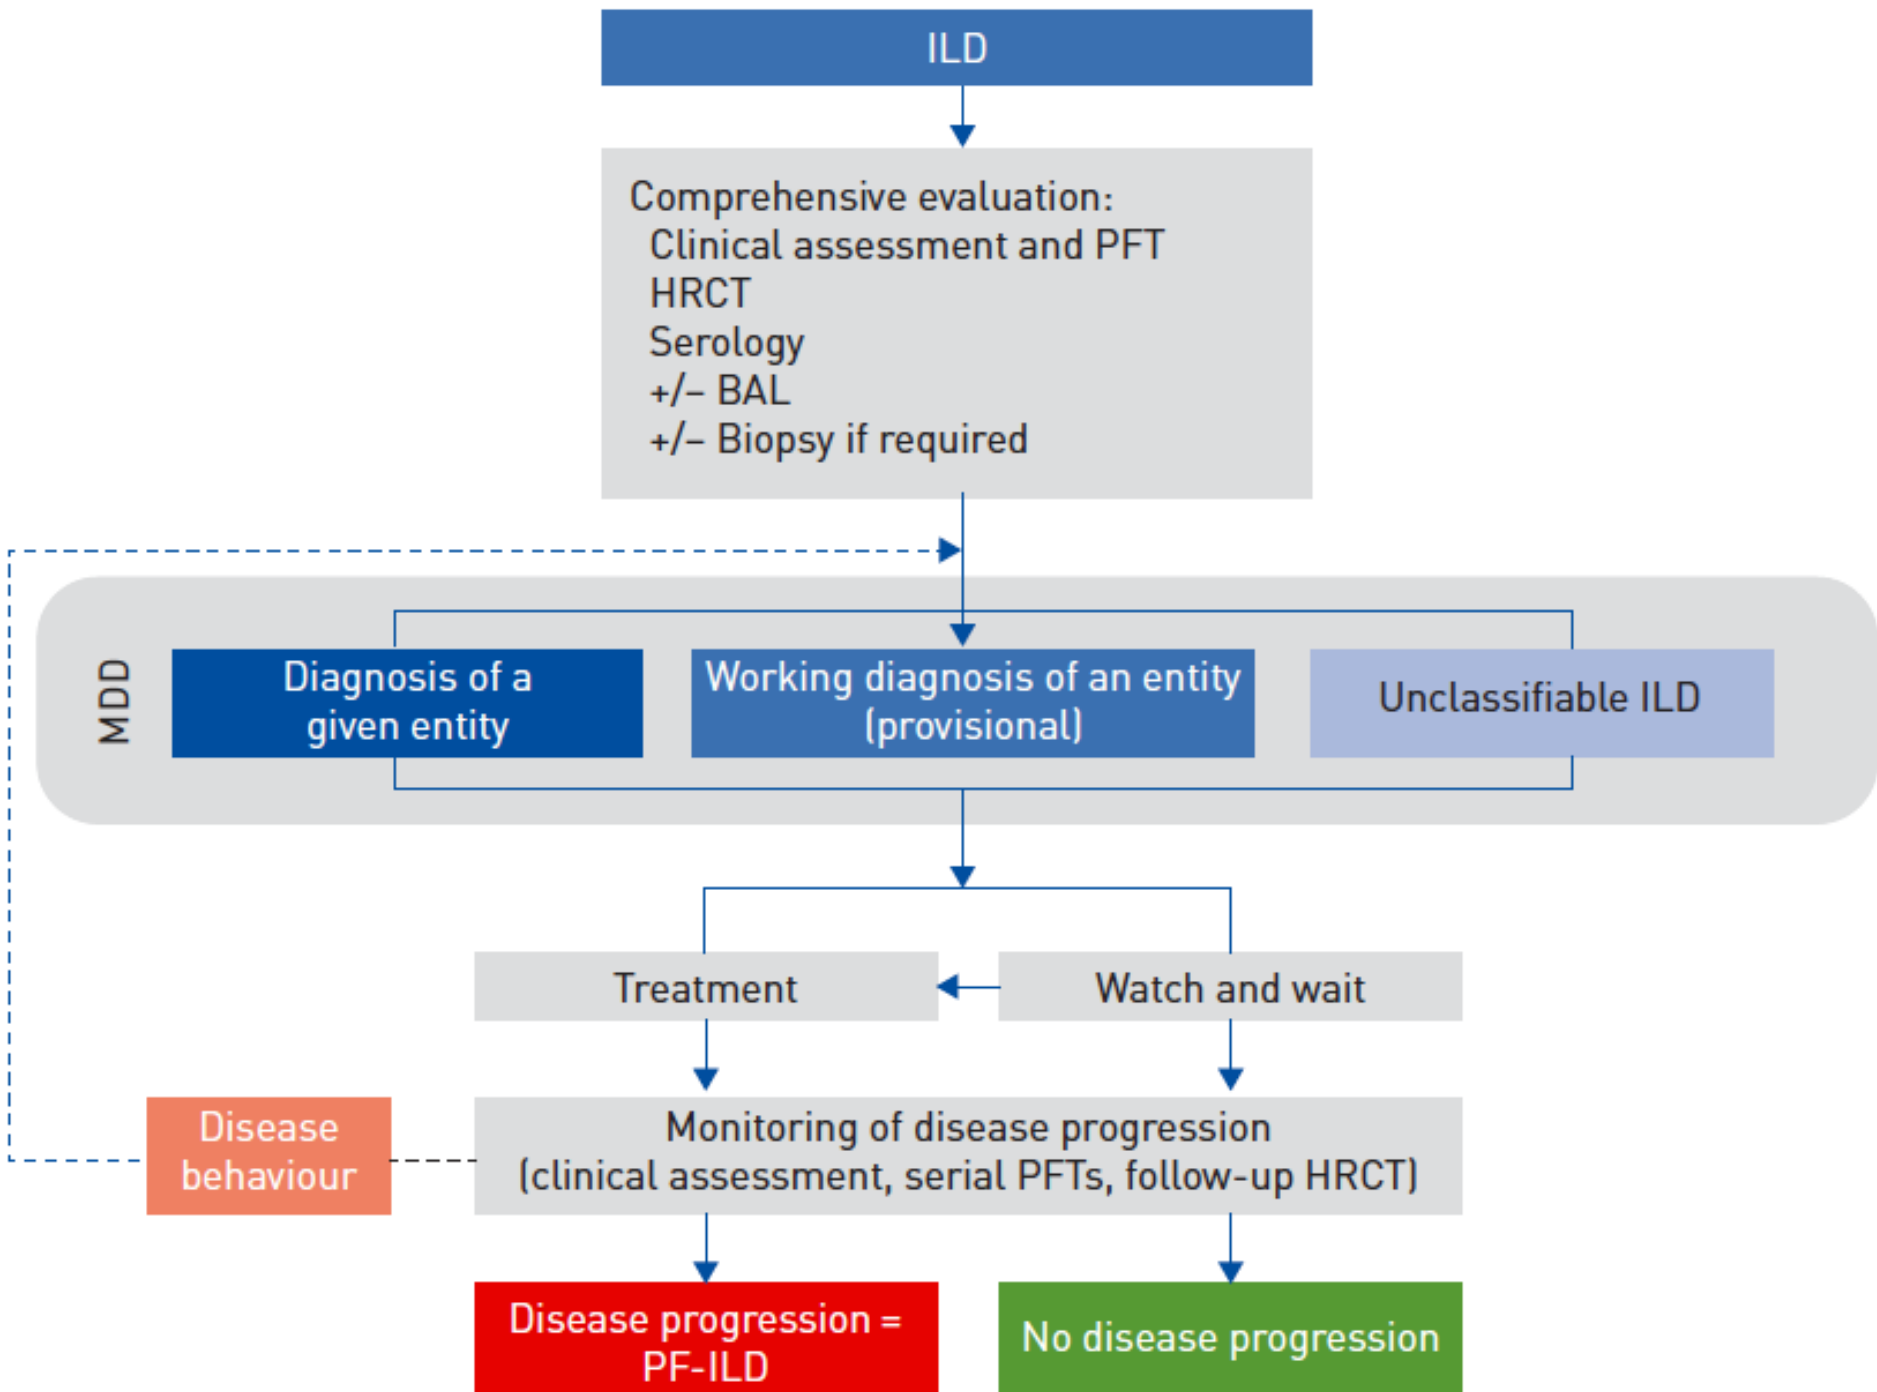 ILD
Comprehensive evaluation:
Clinical assessment and PFT
HRCT
Serology
+/– BAL
+/– Biopsy if required
MDD
Diagnosis of a
given entity
Working diagnosis of an entity
(provisional)
Unclassifiable ILD
Treatment
Watch and wait
Disease
behaviour
Monitoring of disease progression
(clinical assessment, serial PFTs, follow-up HRCT)
Disease progression =
PF-ILD
No disease progression